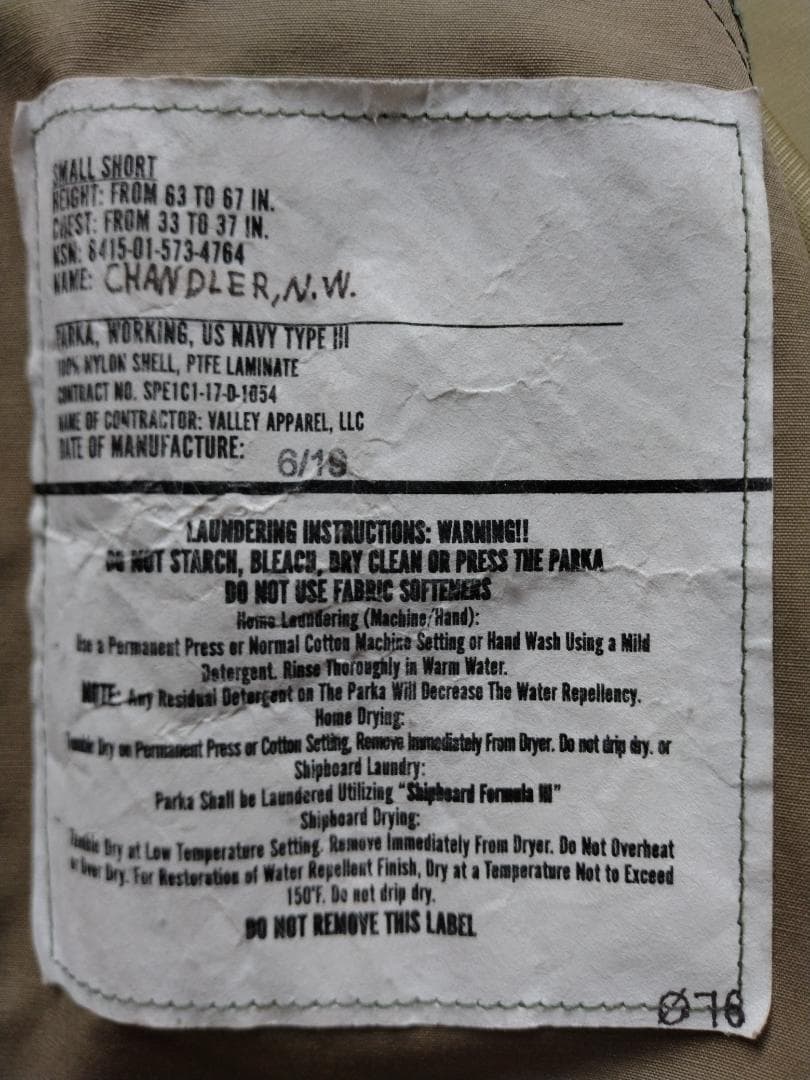 SMALL SHORT
HEIGHT: FROM 63 TO 67 IN.
CHEST: FROM 33 TO 37 IN.
NSN: 8415-01-573-4764
NAME: CHANDLER, N.W.
PARKA, WORKING, US NAVY TYPE III
100% NYLON SHELL, PTFE LAMINATE
CONTRACT NO. SPE1C1-17-D-1054
NAME OF CONTRACTOR: VALLEY APPAREL, LLC
DATE OF MANUFACTURE: 6/18
LAUNDERING INSTRUCTIONS: WARNING!!
DO NOT STARCH, BLEACH, DRY CLEAN OR PRESS THE PARKA
DO NOT USE FABRIC SOFTENERS
Home Laundering (Machine/Hand):
Use a Permanent Press or Normal Cotton Machine Setting or Hand Wash Using a Mild
Detergent. Rinse Thoroughly in Warm Water.
NOTE: Any Residual Detergent on The Parka Will Decrease The Water Repellency.
Home Drying:
Tumble Dry on Permanent Press or Cotton Setting, Remove Immediately From Dryer. Do not drip dry. or
Shipboard Laundry:
Parka Shall be Laundered Utilizing "Shipboard Formula III"
Shipboard Drying:
Tumble Dry at Low Temperature Setting. Remove Immediately From Dryer. Do Not Overheat
or Over Dry. For Restoration of Water Repellent Finish, Dry at a Temperature Not to Exceed
150°F. Do not drip dry.
DO NOT REMOVE THIS LABEL
Ø76